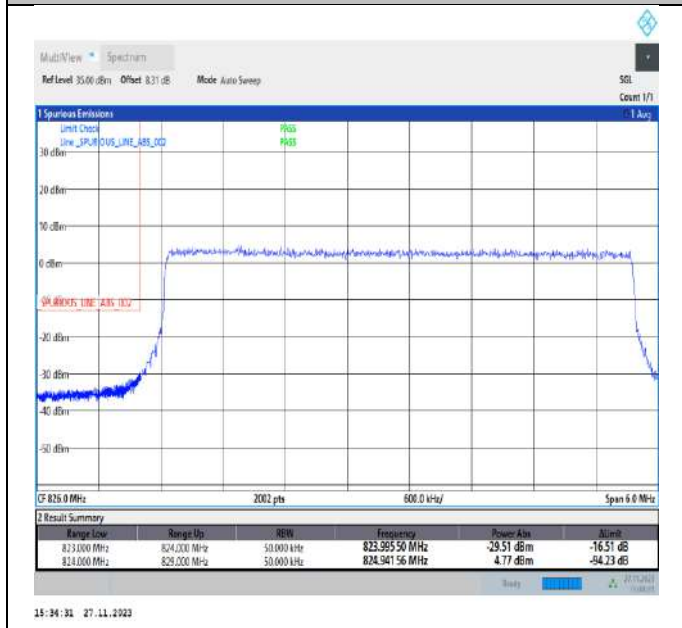 MultiView Spectrum
Ref Level 35.00 dBm Offset 8.31 dB Mode Auto Sweep SGL
Count 1/1
1 Spurious Emissions 1 Avg
Limit Check PASS
Line _SPURIOUS_LINE_ABS_002 PASS
30 dBm
20 dBm
10 dBm
0 dBm
SPURIOUS_LINE_ABS_002
-20 dBm
-30 dBm
-40 dBm
-50 dBm
CF 826.0 MHz 2002 pts 600.0 kHz/ Span 6.0 MHz
2 Result Summary
Range Low Range Up RBW Frequency Power Abs ΔLimit
823.000 MHz 824.000 MHz 50.000 kHz 823.995 50 MHz -29.51 dBm -16.51 dB
824.000 MHz 829.000 MHz 50.000 kHz 824.941 56 MHz 4.77 dBm -94.23 dB
Ready 27.11.2023
15:34:31 27.11.2023